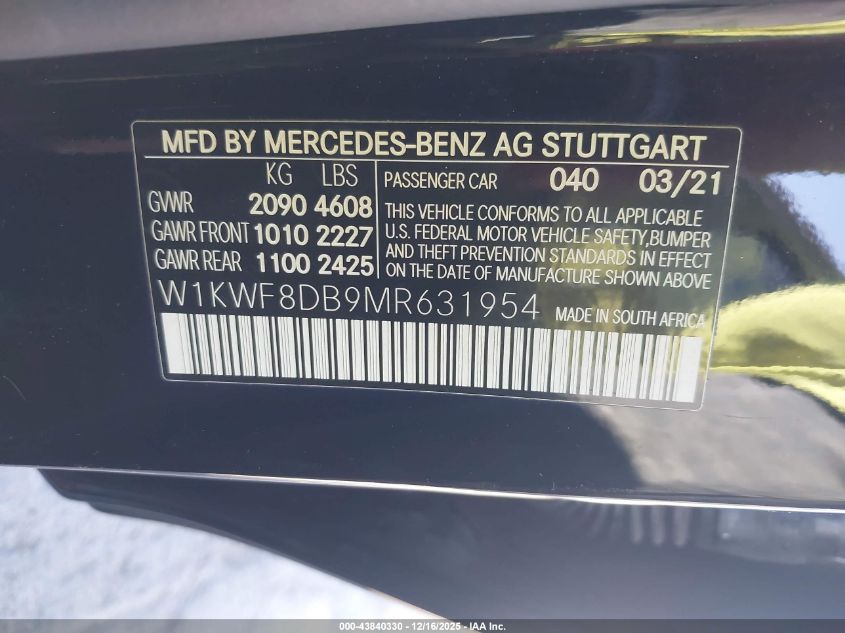 MFD BY MERCEDES-BENZ AG STUTTGART
KG LBS
GVWR 2090 4608
GAWR FRONT 1010 2227
GAWR REAR 1100 2425
PASSENGER CAR 040 03/21
THIS VEHICLE CONFORMS TO ALL APPLICABLE
U.S. FEDERAL MOTOR VEHICLE SAFETY, BUMPER
AND THEFT PREVENTION STANDARDS IN EFFECT
ON THE DATE OF MANUFACTURE SHOWN ABOVE
W1KWF8DB9MR631954 MADE IN SOUTH AFRICA
000-43840330 - 12/16/2025 - IAA Inc.